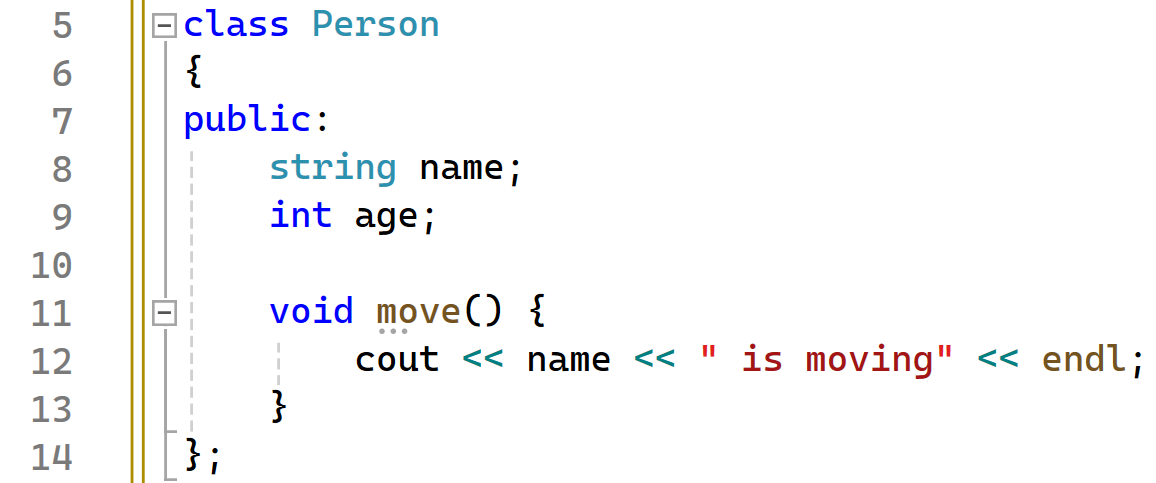 5 class Person
6 {
7 public:
8     string name;
9     int age;
10
11     void move() {
12         cout << name << " is moving" << endl;
13     }
14 };